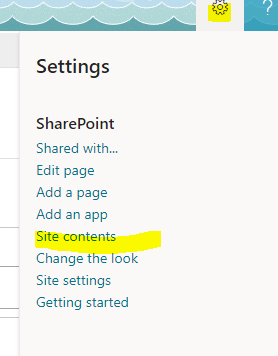 ?
Settings
SharePoint
Shared with...
Edit page
Add a page
Add an app
Site contents
Change the look
Site settings
Getting started